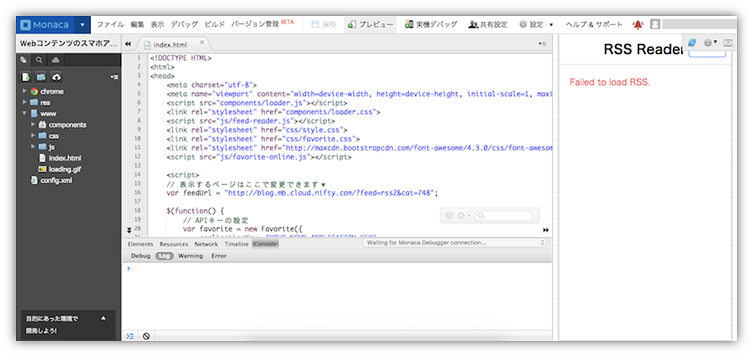 Monaca ▼ ファイル 編集 表示 デバッグ ビルド バージョン管理 BETA 保存 プレビュー 実機デバッグ 共有設定 設定 ヘルプ & サポート
Webコンテンツのスマホア...
index.html ×
RSS Reader
Failed to load RSS.
chrome
res
www
components
css
js
index.html
loading.gif
config.xml
1 <!DOCTYPE HTML>
2 <html>
3 <head>
4 <meta charset="utf-8">
5 <meta name="viewport" content="width=device-width, height=device-height, initial-scale=1, maxi
6 <script src="components/loader.js"></script>
7 <link rel="stylesheet" href="components/loader.css">
8 <script src="js/feed-reader.js"></script>
9 <link rel="stylesheet" href="css/style.css">
10 <link rel="stylesheet" href="css/favorite.css">
11 <link rel="stylesheet" href="http://maxcdn.bootstrapcdn.com/font-awesome/4.3.0/css/font-awes
12 <script src="js/favorite-online.js"></script>
13
14 <script>
15 // 表示するページはここで変更できます▼
16 var feedUrl = "http://blog.mb.cloud.nifty.com/?feed=rss2&cat=748";
17
18 $(function() {
19 // APIキーの設定
20 var favorite = new Favorite({
Elements Resources Network Timeline Console Waiting for Monaca Debugger connection...
Debug Log Warning Error
目的にあった環境で
開発しよう!